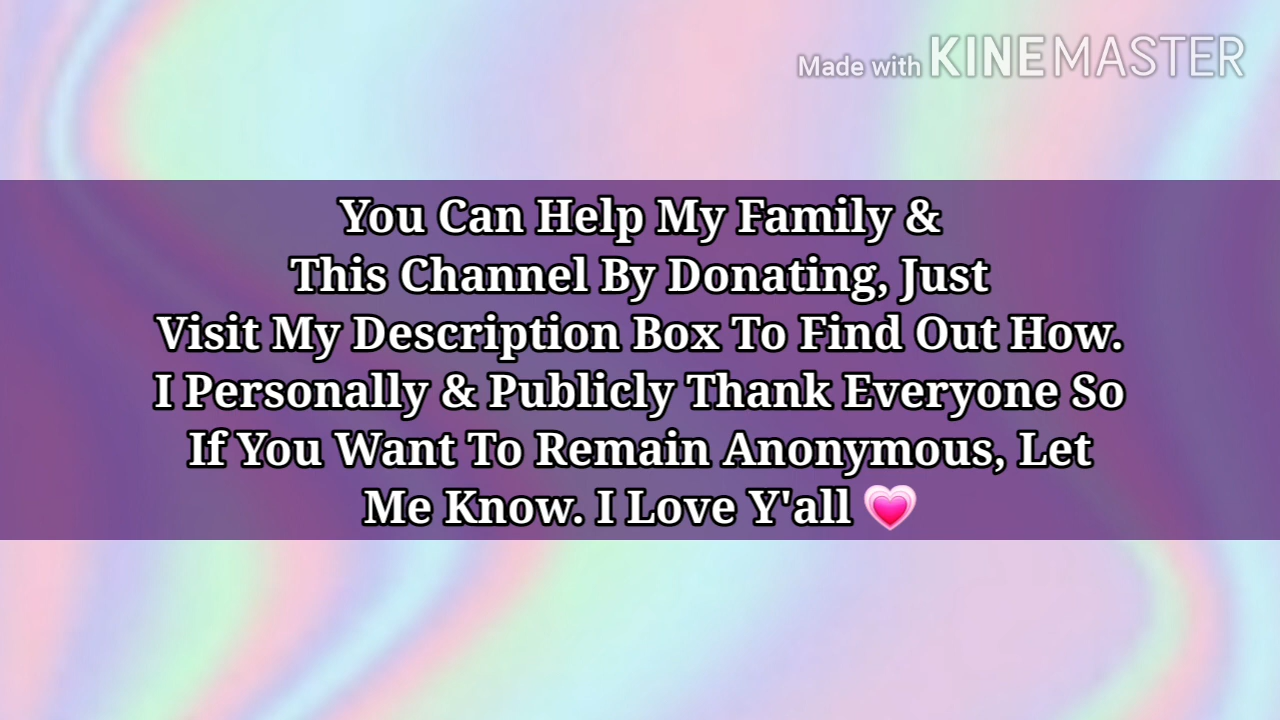 Made with KINEMASTER
You Can Help My Family &
This Channel By Donating, Just
Visit My Description Box To Find Out How.
I Personally & Publicly Thank Everyone So
If You Want To Remain Anonymous, Let
Me Know. I Love Y'all 💗